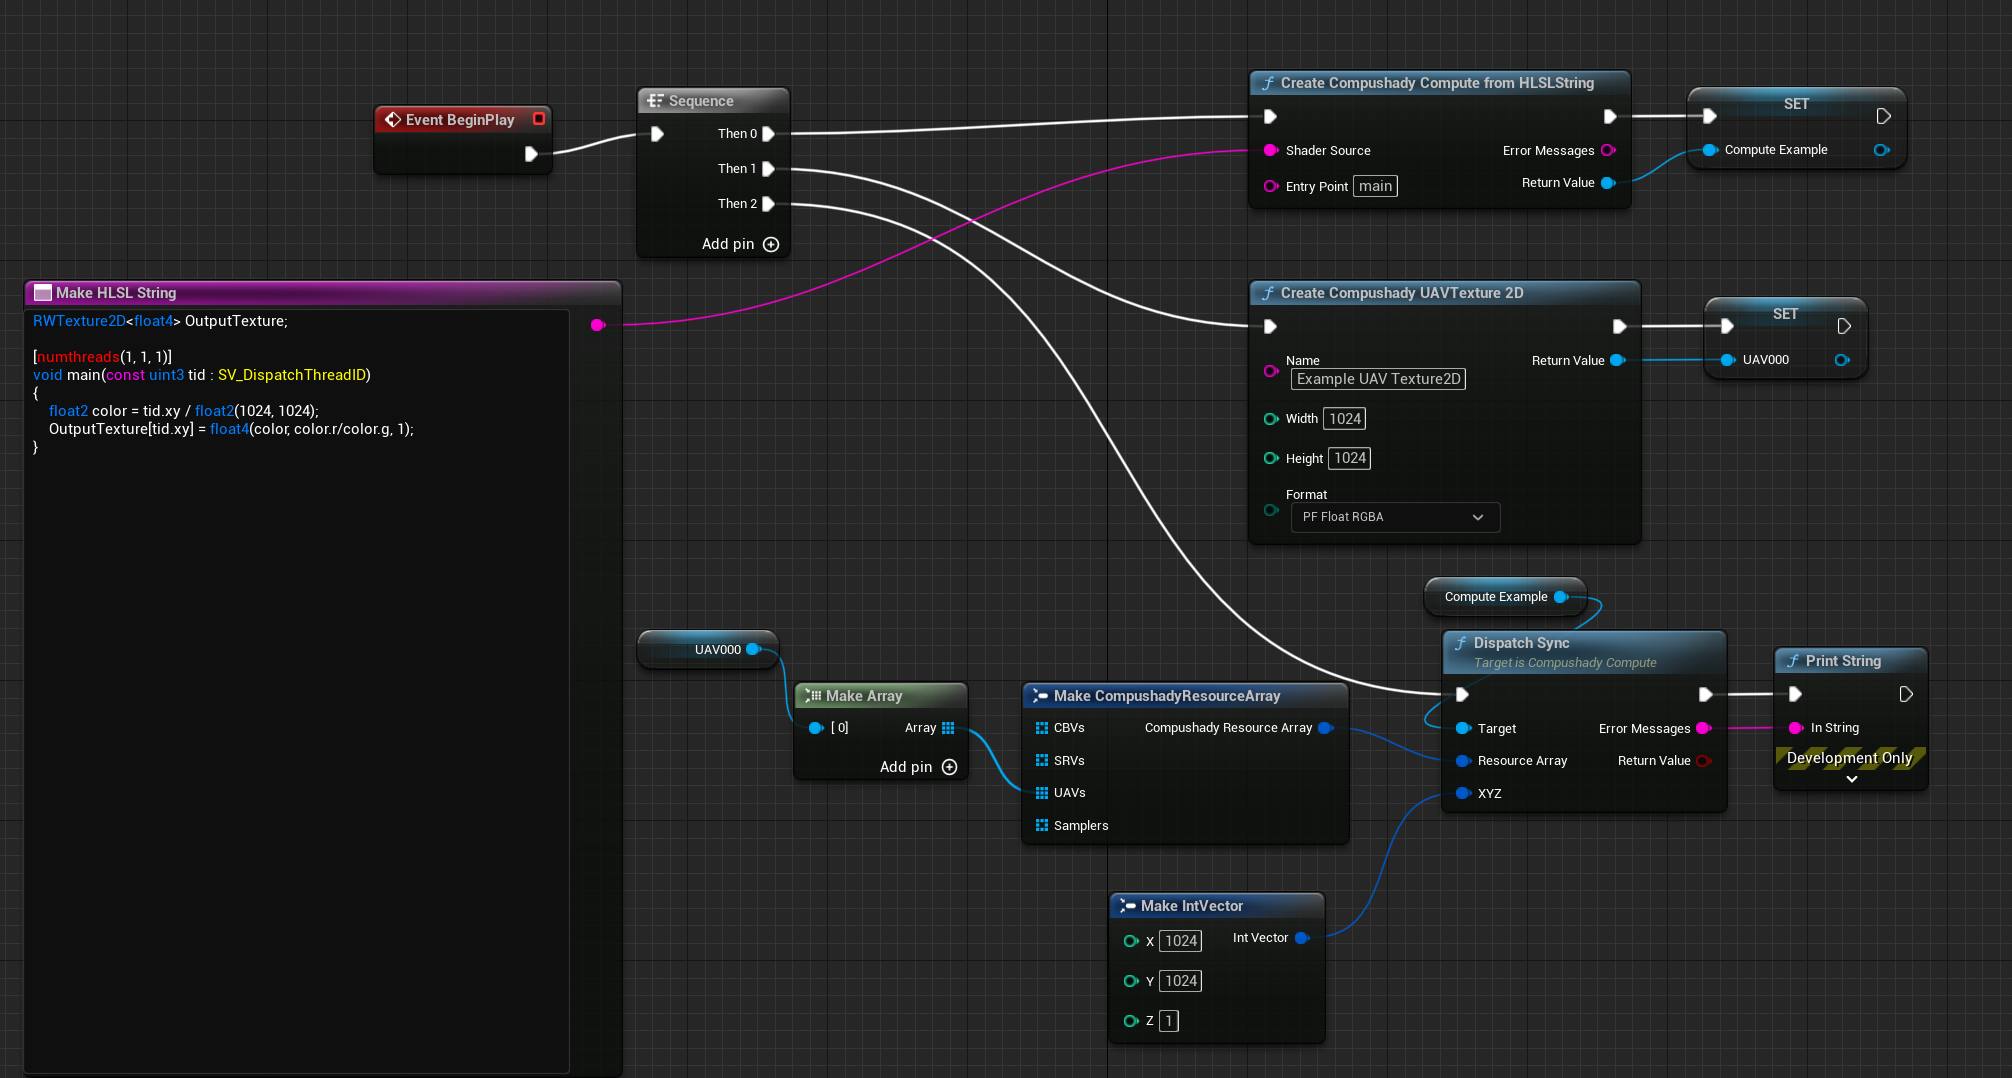 Event BeginPlay
Sequence
Then 0
Then 1
Then 2
Add pin
Create Compushady Compute from HLSLString
Shader Source
Error Messages
Entry Point main
Return Value
SET
Compute Example
Make HLSL String
RWTexture2D<float4> OutputTexture;
[numthreads(1, 1, 1)]
void main(const uint3 tid : SV_DispatchThreadID)
{
float2 color = tid.xy / float2(1024, 1024);
OutputTexture[tid.xy] = float4(color, color.r/color.g, 1);
}
Create Compushady UAVTexture 2D
Name
Return Value
Example UAV Texture2D
Width 1024
Height 1024
Format
PF Float RGBA
SET
UAV000
Compute Example
UAV000
Make Array
[ 0]
Array
Add pin
Make CompushadyResourceArray
CBVs
Compushady Resource Array
SRVs
UAVs
Samplers
Dispatch Sync
Target is Compushady Compute
Target
Error Messages
Resource Array
Return Value
XYZ
Print String
In String
Development Only
Make IntVector
X 1024
Int Vector
Y 1024
Z 1